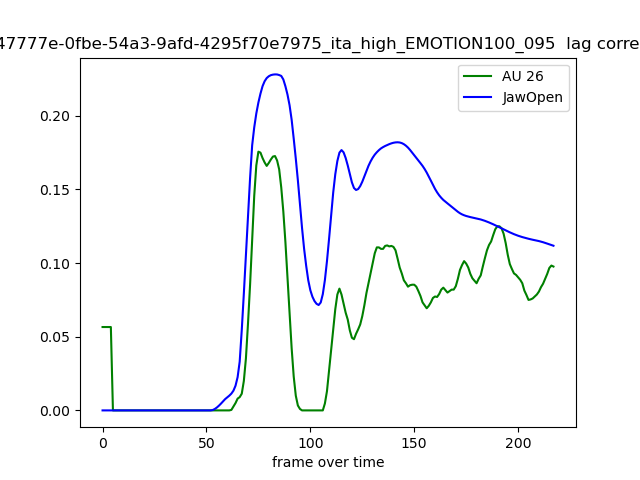 47777e-0fbe-54a3-9afd-4295f70e7975_ita_high_EMOTION100_095 lag corre
AU 26
JawOpen
0.20
0.15
0.10
0.05
0.00
0 50 100 150 200
frame over time